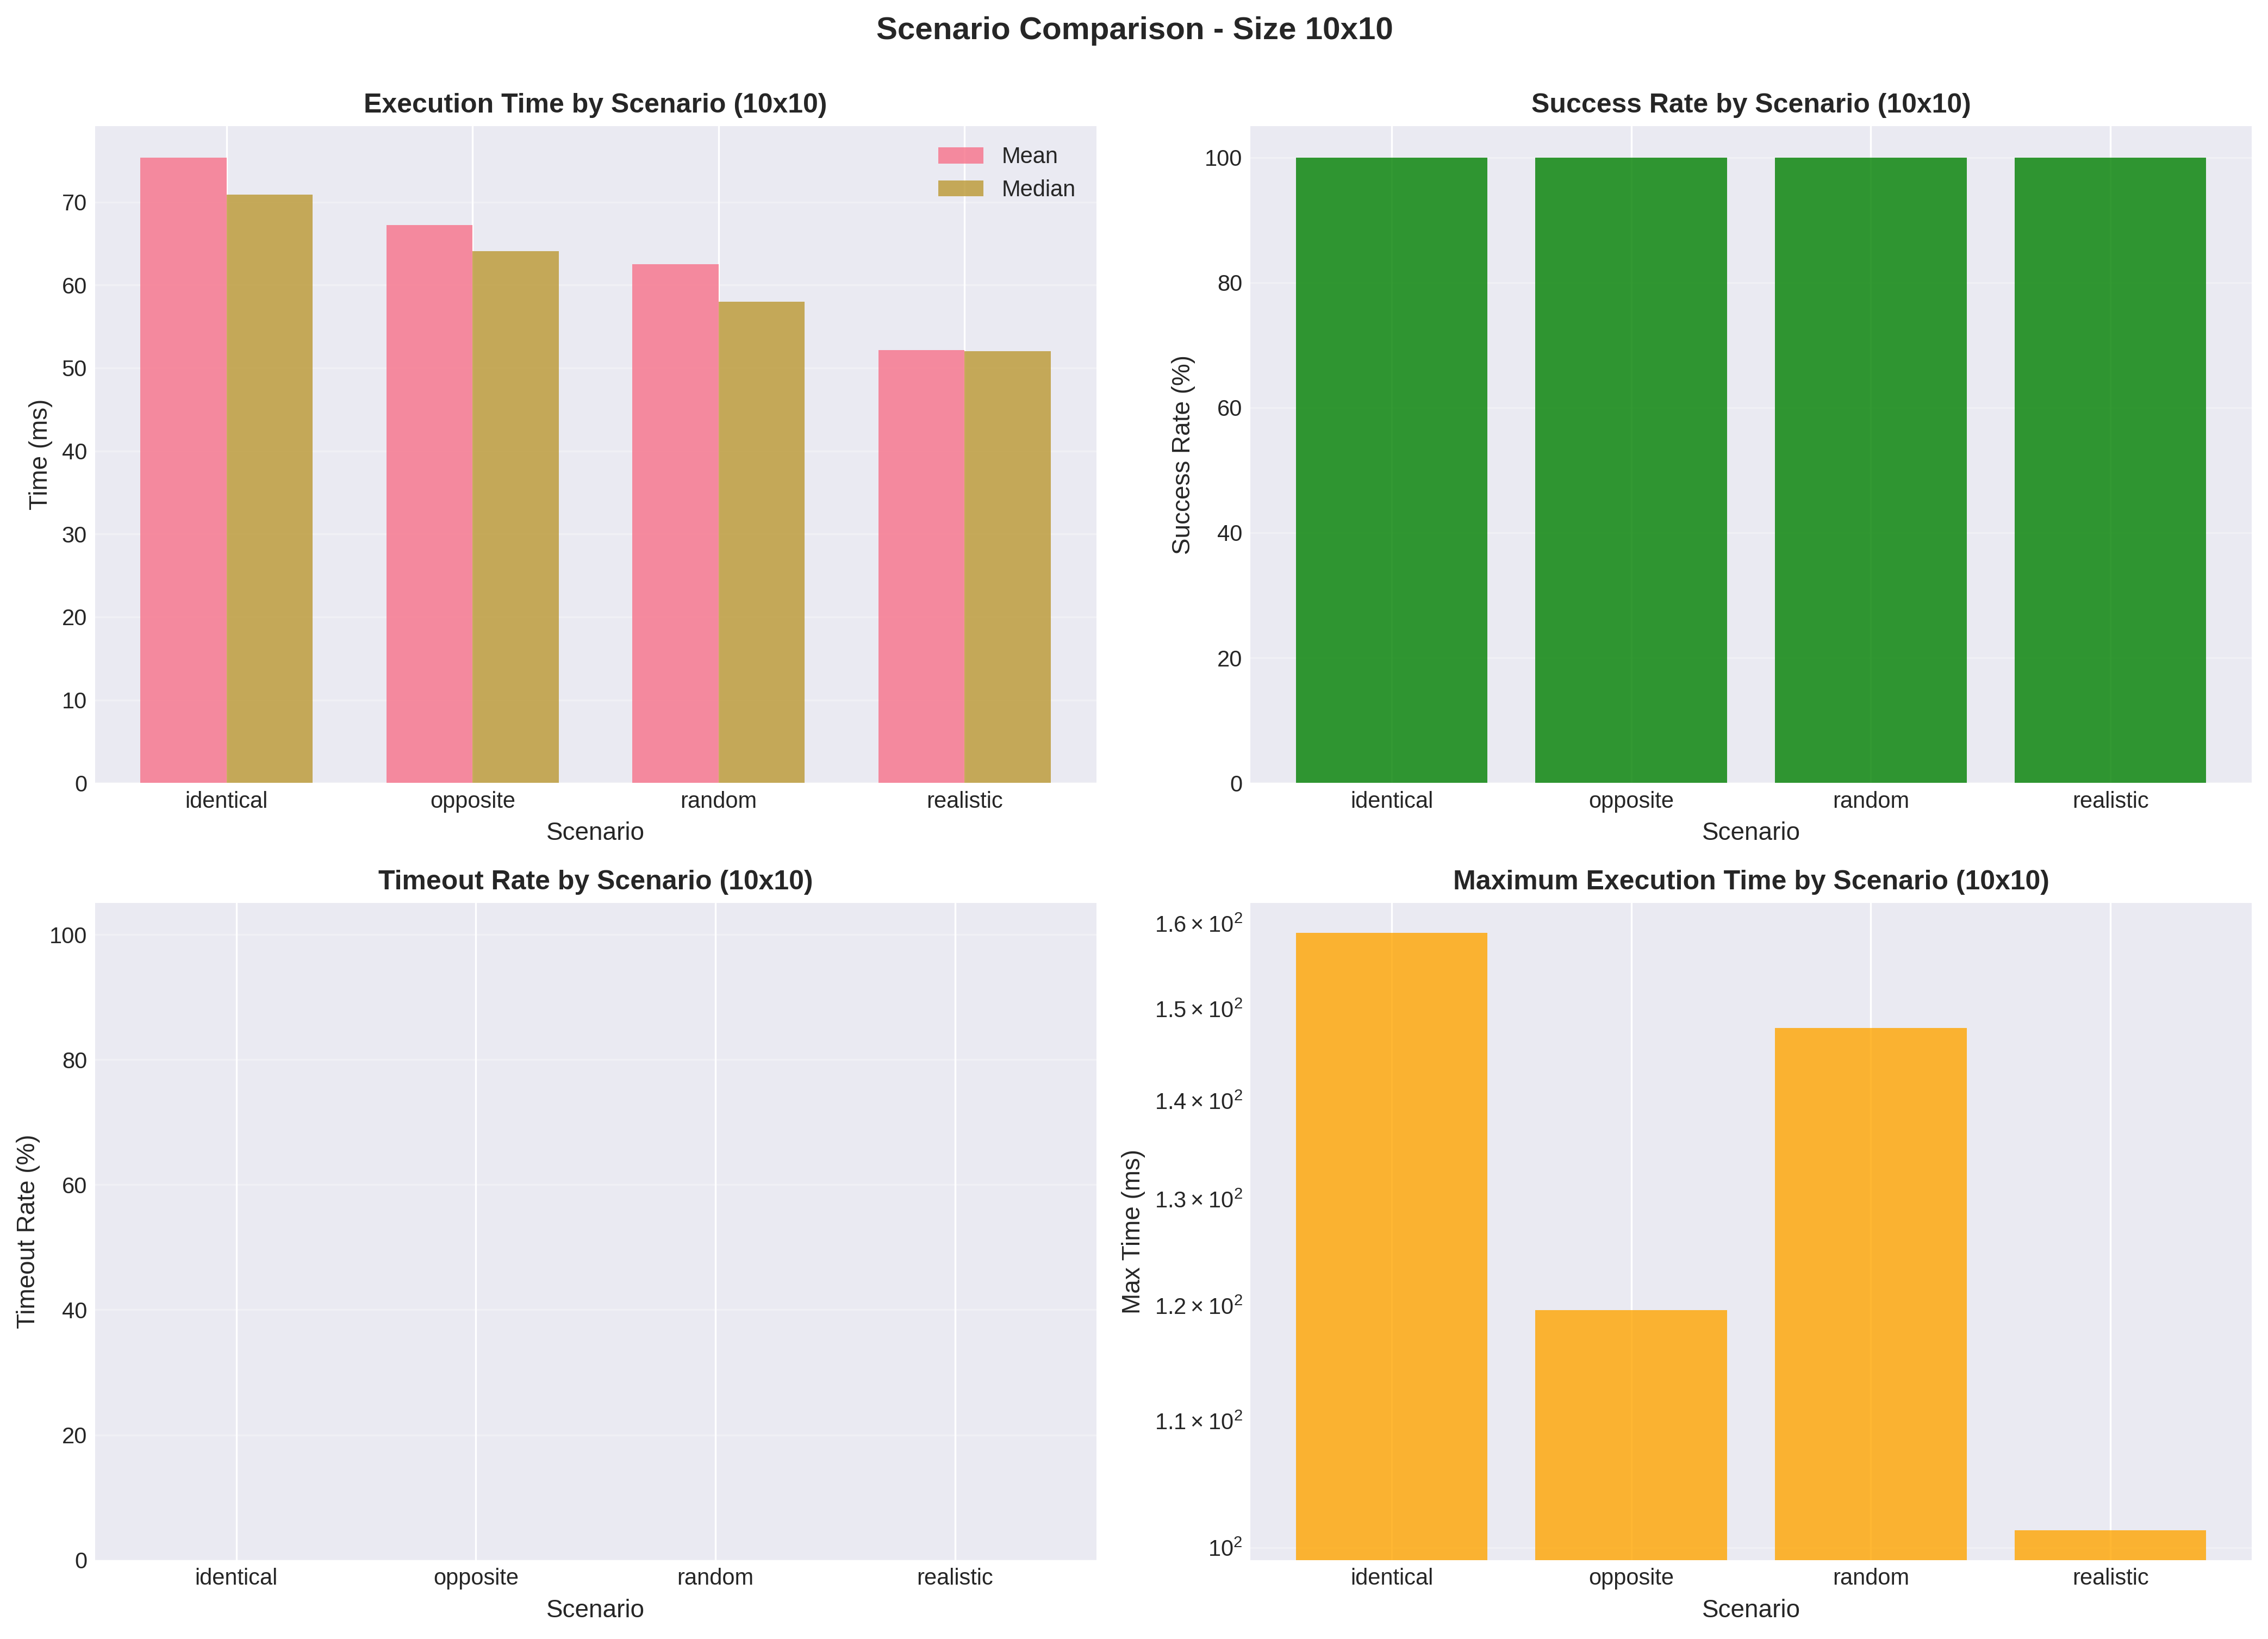 Scenario Comparison - Size 10x10
Execution Time by Scenario (10x10)
Mean
Median
70
60
50
40
30
20
10
0
Time (ms)
identical opposite random realistic
Scenario
Success Rate by Scenario (10x10)
100
80
60
40
20
0
Success Rate (%)
identical opposite random realistic
Scenario
Timeout Rate by Scenario (10x10)
100
80
60
40
20
0
Timeout Rate (%)
identical opposite random realistic
Scenario
Maximum Execution Time by Scenario (10x10)
1.6 × 10²
1.5 × 10²
1.4 × 10²
1.3 × 10²
1.2 × 10²
1.1 × 10²
10²
Max Time (ms)
identical opposite random realistic
Scenario